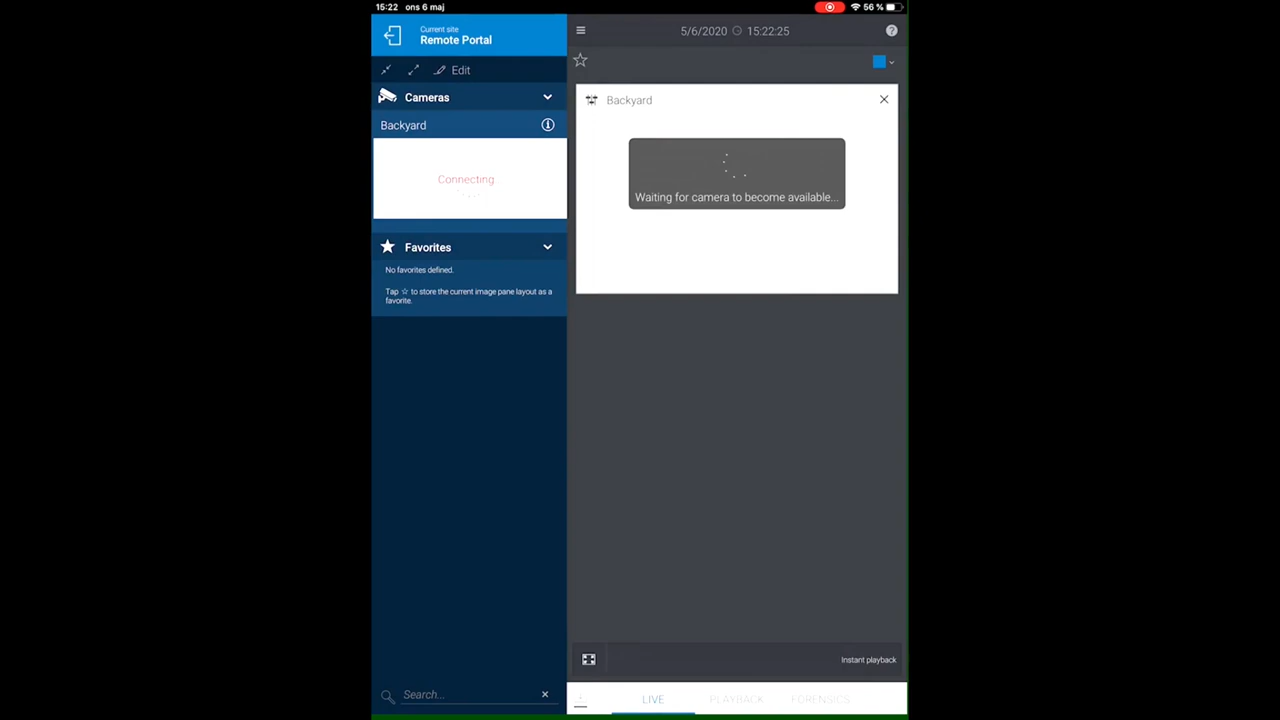 15:22 ons 6 maj
56 %
Current site
Remote Portal
Edit
Cameras
Backyard
Connecting
Favorites
No favorites defined.
Tap ☆ to store the current image pane layout as a
favorite.
Search...
5/6/2020 15:22:25
Backyard
Waiting for camera to become available...
Instant playback
LIVE PLAYBACK FORENSICS